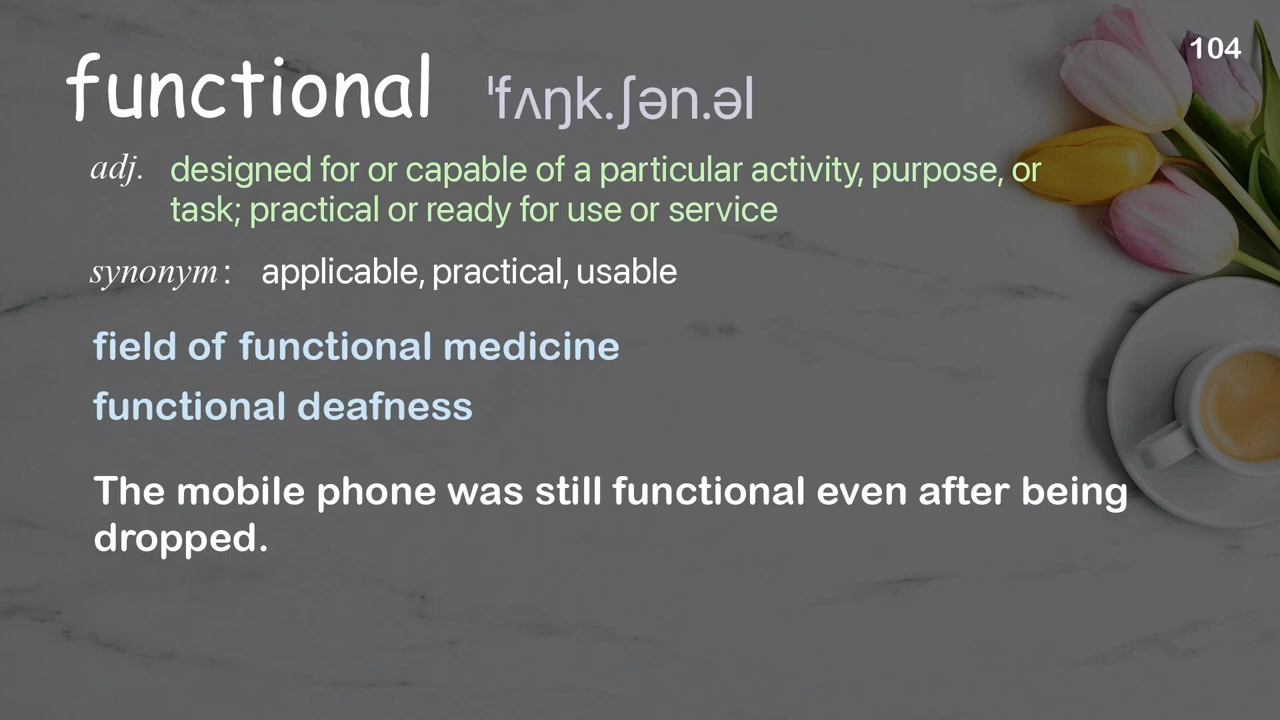 104
functional ˈfʌŋk.ʃən.əl
adj. designed for or capable of a particular activity, purpose, or
task; practical or ready for use or service
synonym: applicable, practical, usable
field of functional medicine
functional deafness
The mobile phone was still functional even after being
dropped.